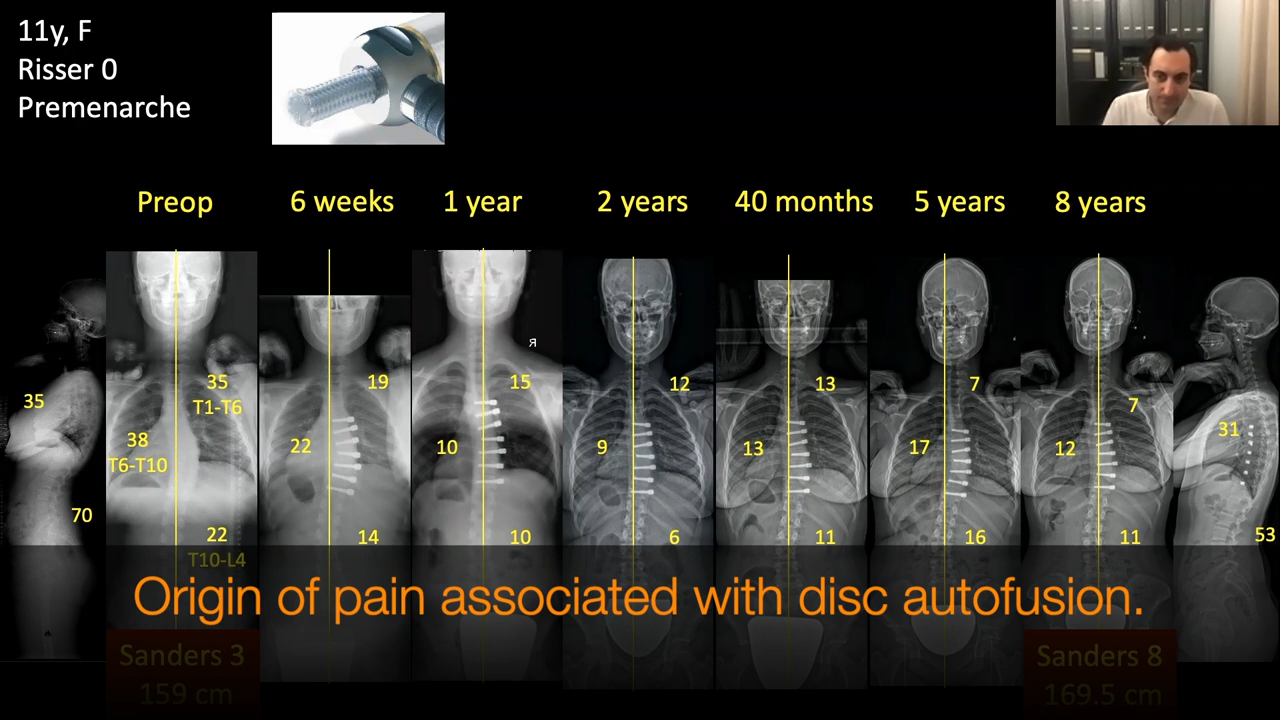 11y, F
Risser 0
Premenarche
Preop
6 weeks
1 year
2 years
40 months
5 years
8 years
35
35
T1-T6
38
T6-T10
70
22
T10-L4
19
22
14
Я
15
10
10
12
9
6
13
13
11
7
17
16
7
12
11
31
53
Origin of pain associated with disc autofusion.
Sanders 3
159 cm
Sanders 8
169.5 cm